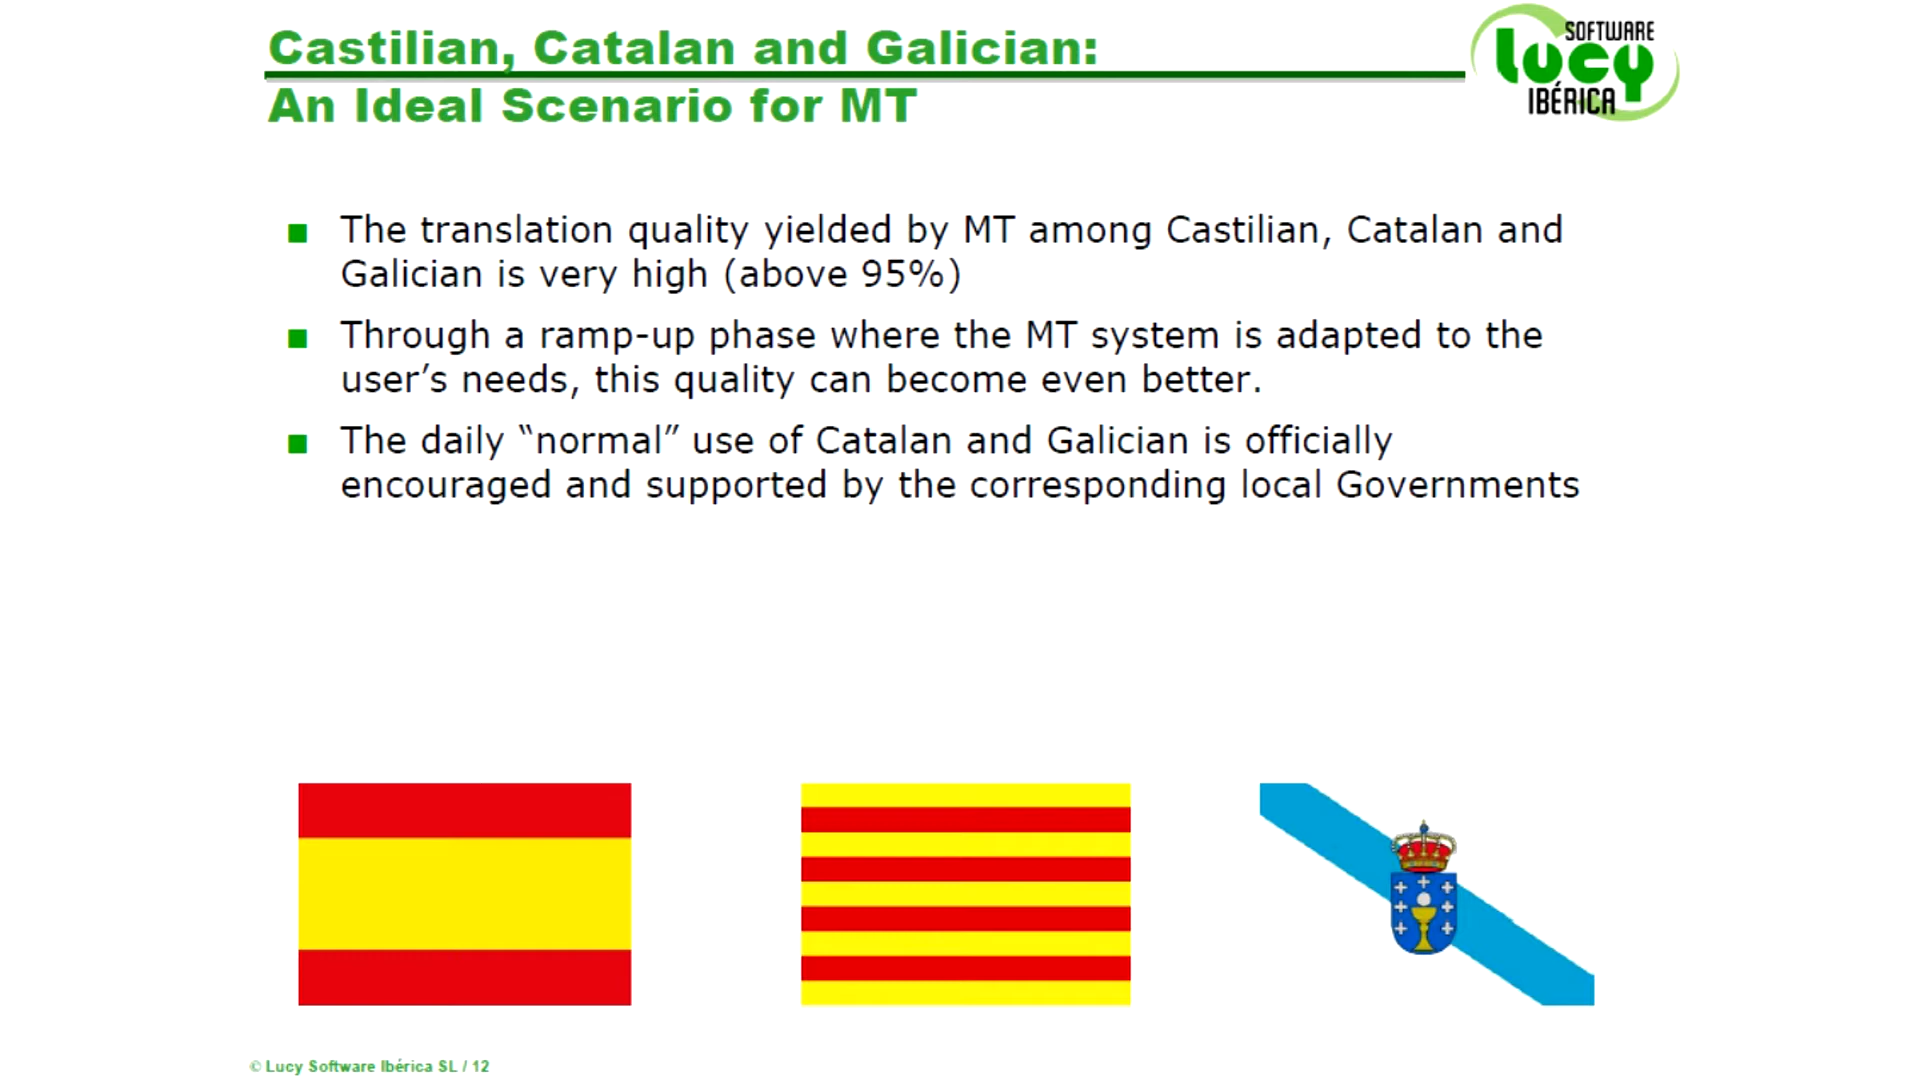 Castilian, Catalan and Galician:
An Ideal Scenario for MT
SOFTWARE
Lucy
IBÉRICA
■ The translation quality yielded by MT among Castilian, Catalan and
Galician is very high (above 95%)
■ Through a ramp-up phase where the MT system is adapted to the
user’s needs, this quality can become even better.
■ The daily “normal” use of Catalan and Galician is officially
encouraged and supported by the corresponding local Governments
© Lucy Software Ibérica SL / 12